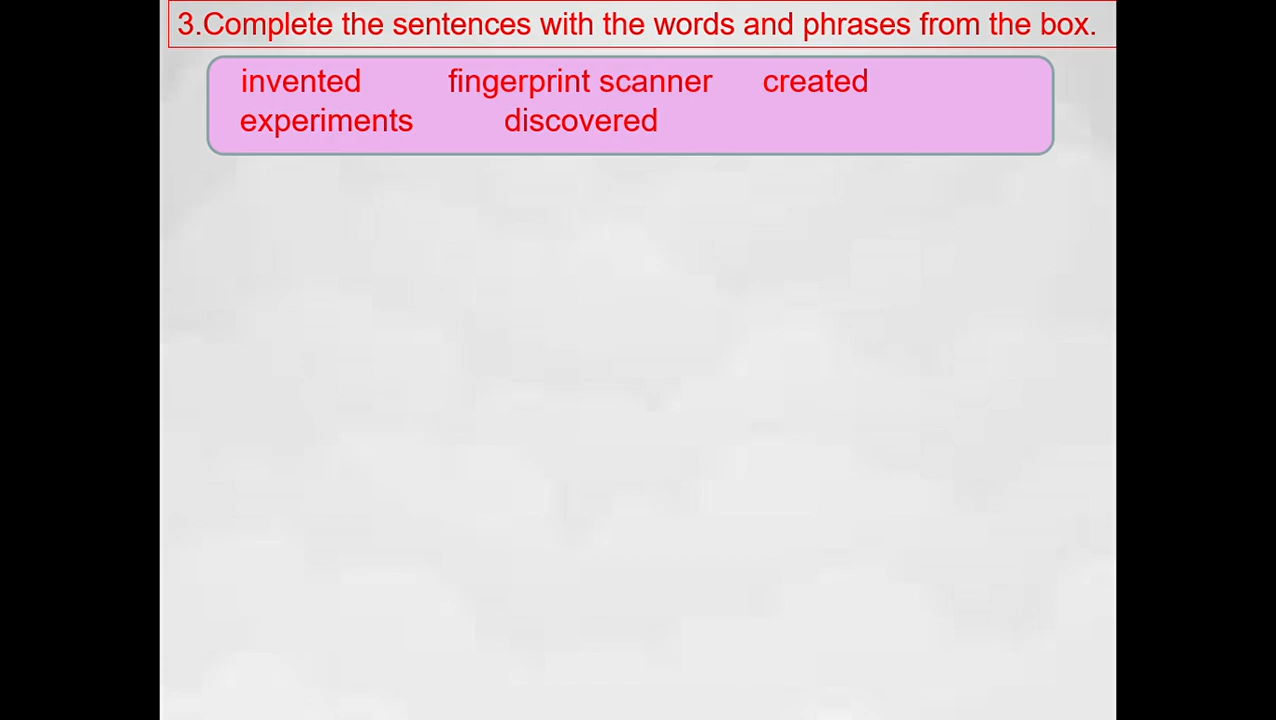 3.Complete the sentences with the words and phrases from the box.
invented fingerprint scanner created
experiments discovered